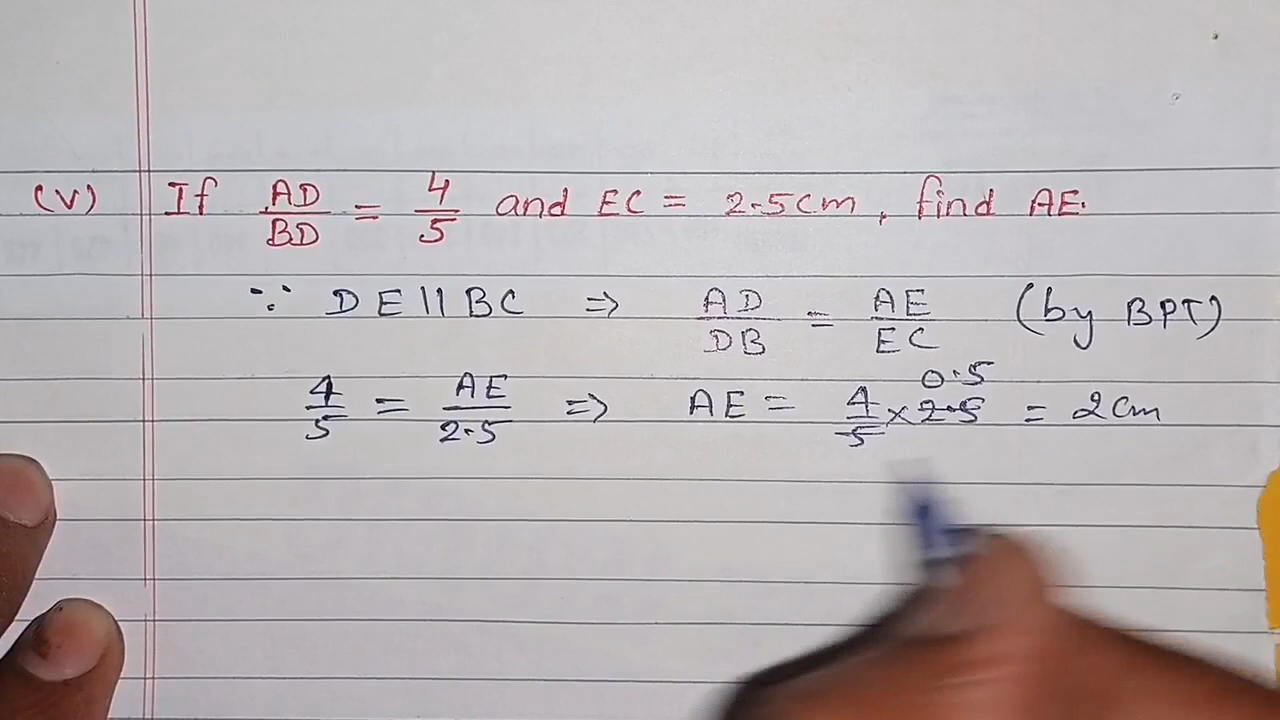 (V) If AD/BD = 4/5 and EC = 2.5cm, find AE.
∵ DE||BC ⇒ AD/DB = AE/EC (by BPT)
4/5 = AE/2.5 ⇒ AE = 4/5 × 2.5 0.5 = 2cm